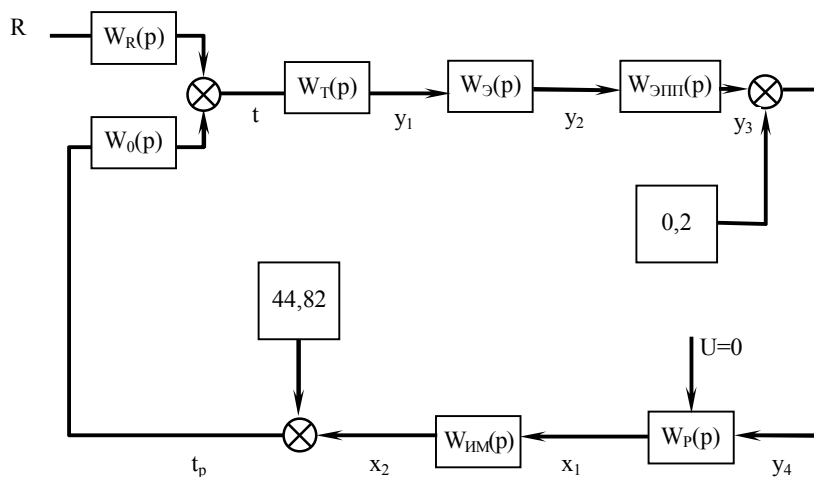 R
W_R(p)
t
W_T(p)
y_1
W_Э(p)
y_2
W_ЭПП(p)
y_3
W_0(p)
0,2
44,82
U=0
t_p
x_2
W_ИМ(p)
x_1
W_P(p)
y_4